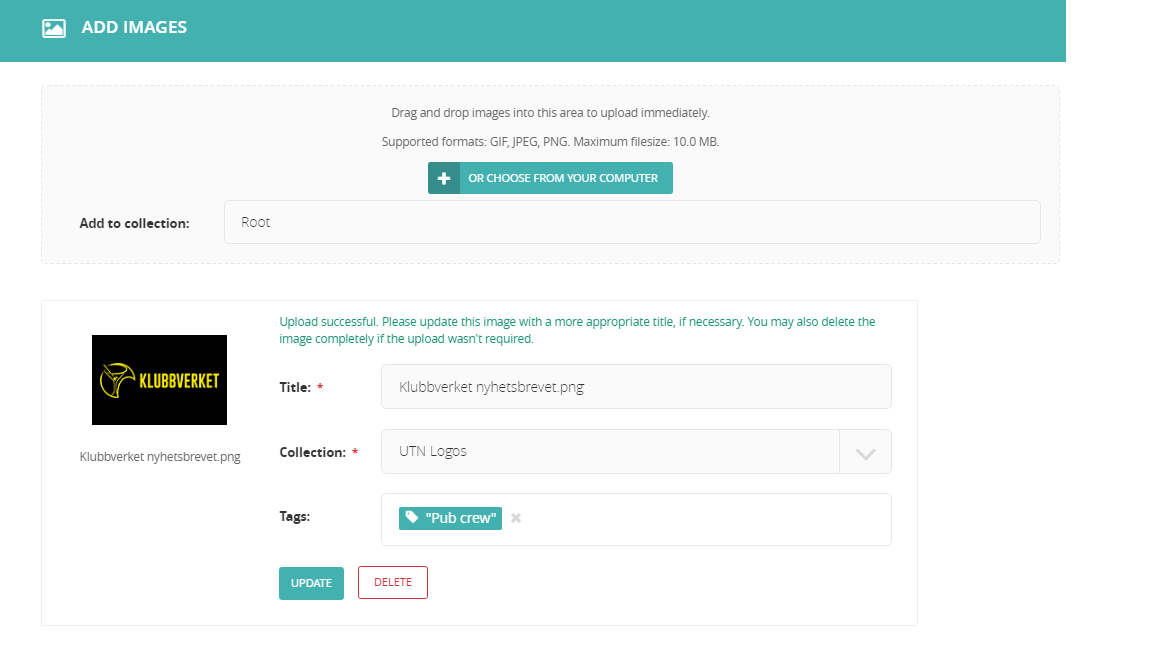 ADD IMAGES
Drag and drop images into this area to upload immediately.
Supported formats: GIF, JPEG, PNG. Maximum filesize: 10.0 MB.
OR CHOOSE FROM YOUR COMPUTER
Add to collection:
Root
KLUBBVERKET
Klubbverket nyhetsbrevet.png
Upload successful. Please update this image with a more appropriate title, if necessary. You may also delete the
image completely if the upload wasn't required.
Title: *
Klubbverket nyhetsbrevet.png
Collection: *
UTN Logos
Tags:
"Pub crew"
UPDATE
DELETE